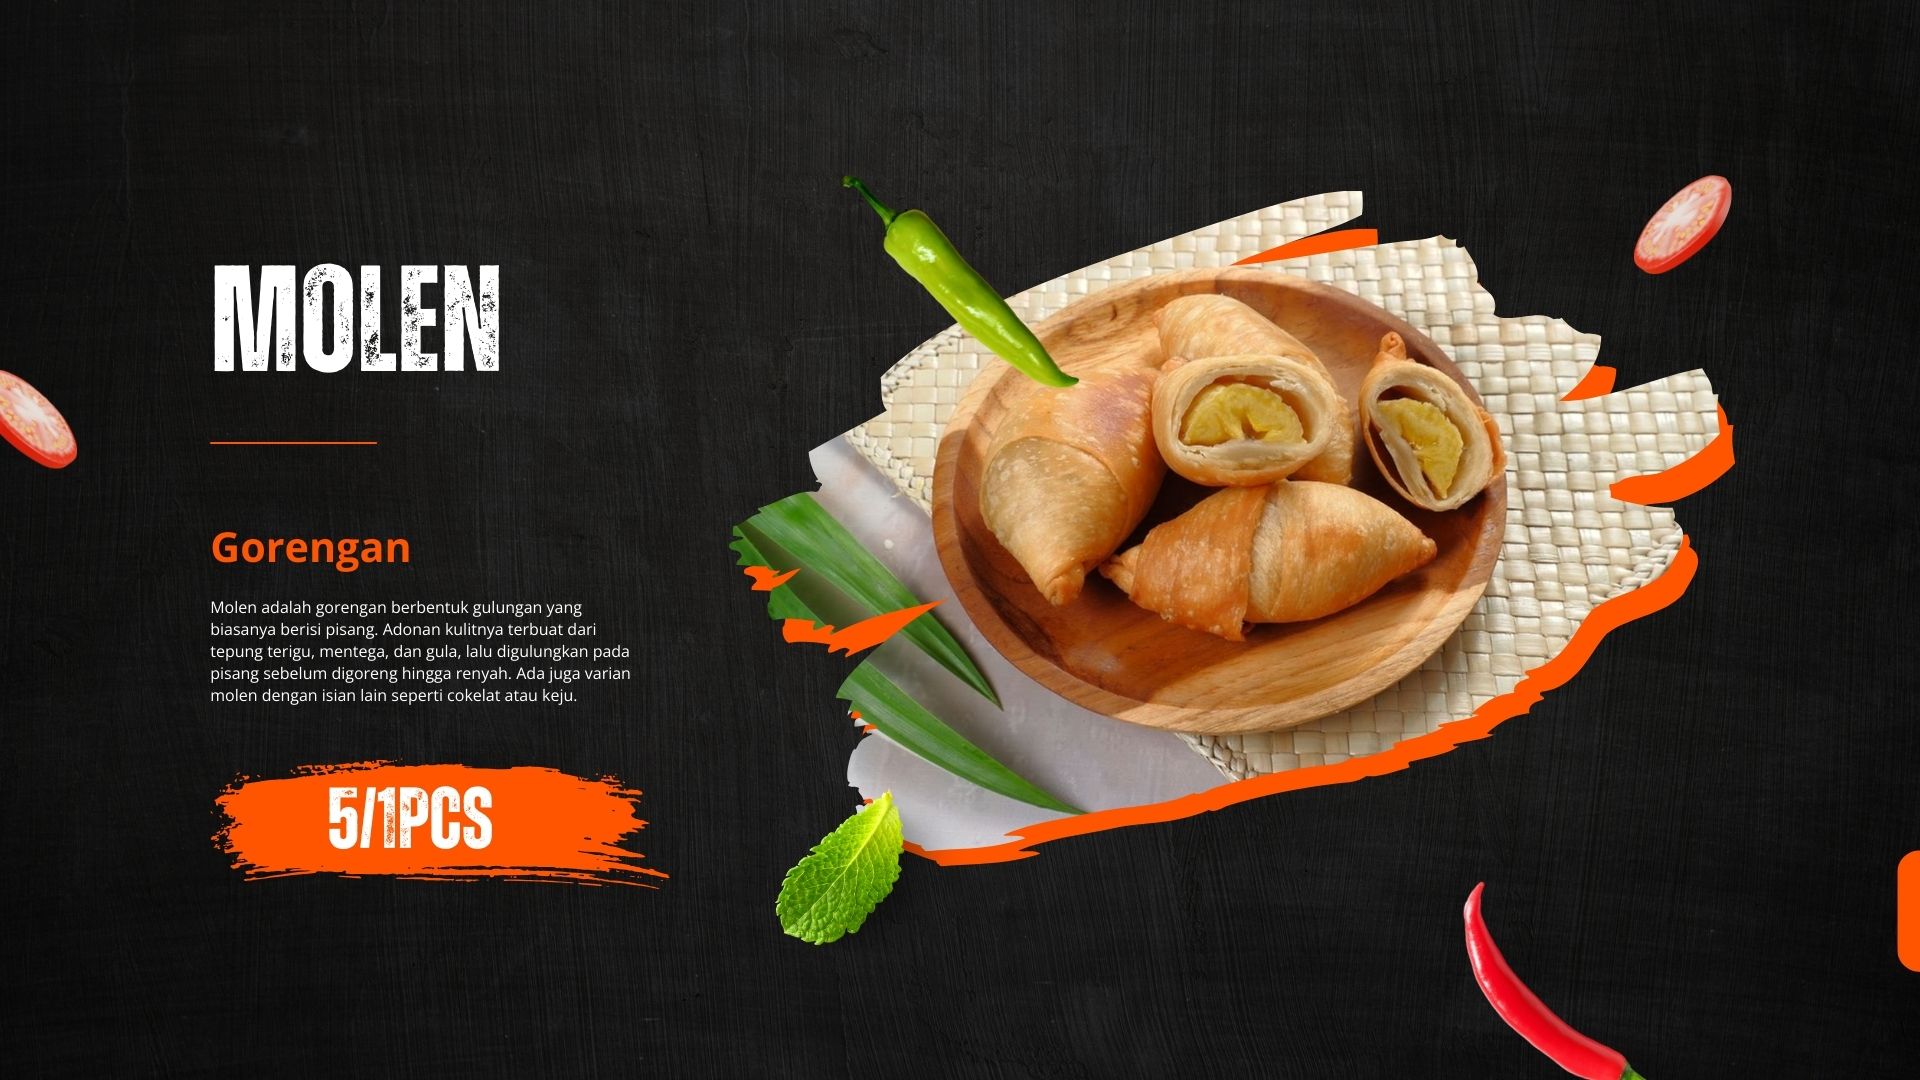 MOLEN
Gorengan
Molen adalah gorengan berbentuk gulungan yang
biasanya berisi pisang. Adonan kulitnya terbuat dari
tepung terigu, mentega, dan gula, lalu digulungkan pada
pisang sebelum digoreng hingga renyah. Ada juga varian
molen dengan isian lain seperti cokelat atau keju.
5/1PCS